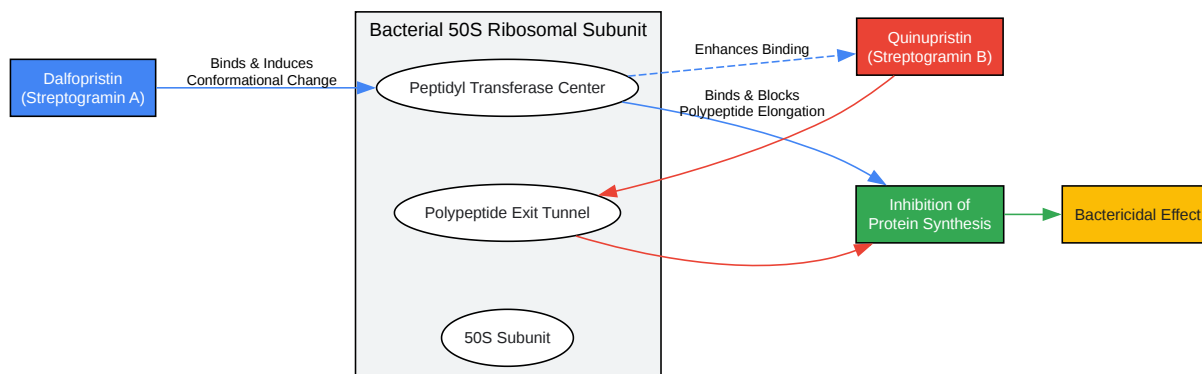 Bacterial 50S Ribosomal Subunit
Dalfopristin
(Streptogramin A)
Binds & Induces
Conformational Change
Peptidyl Transferase Center
Enhances Binding
Quinupristin
(Streptogramin B)
Binds & Blocks
Polypeptide Elongation
Polypeptide Exit Tunnel
Inhibition of
Protein Synthesis
Bactericidal Effect
50S Subunit